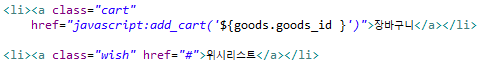 <li><a class="cart"
href="javascript:add_cart('${goods.goods_id }')">장바구니</a></li>
<li><a class="wish" href="#">위시리스트</a></li>